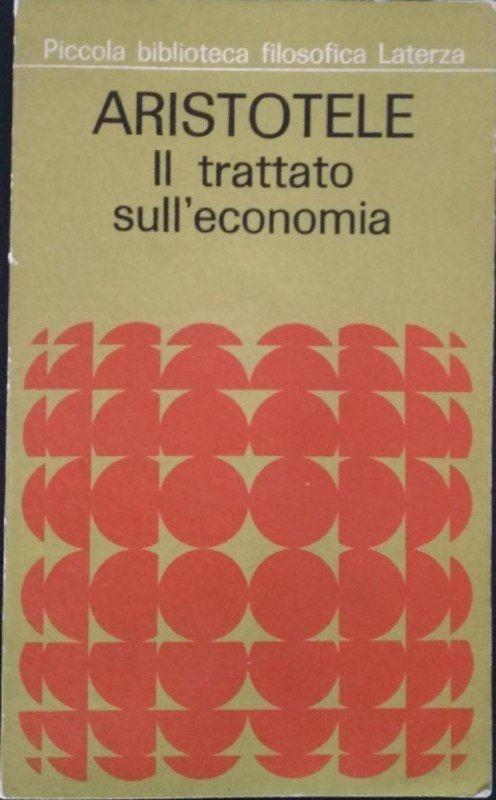 Piccola biblioteca filosofica Laterza
ARISTOTELE
Il trattato
sull'economia